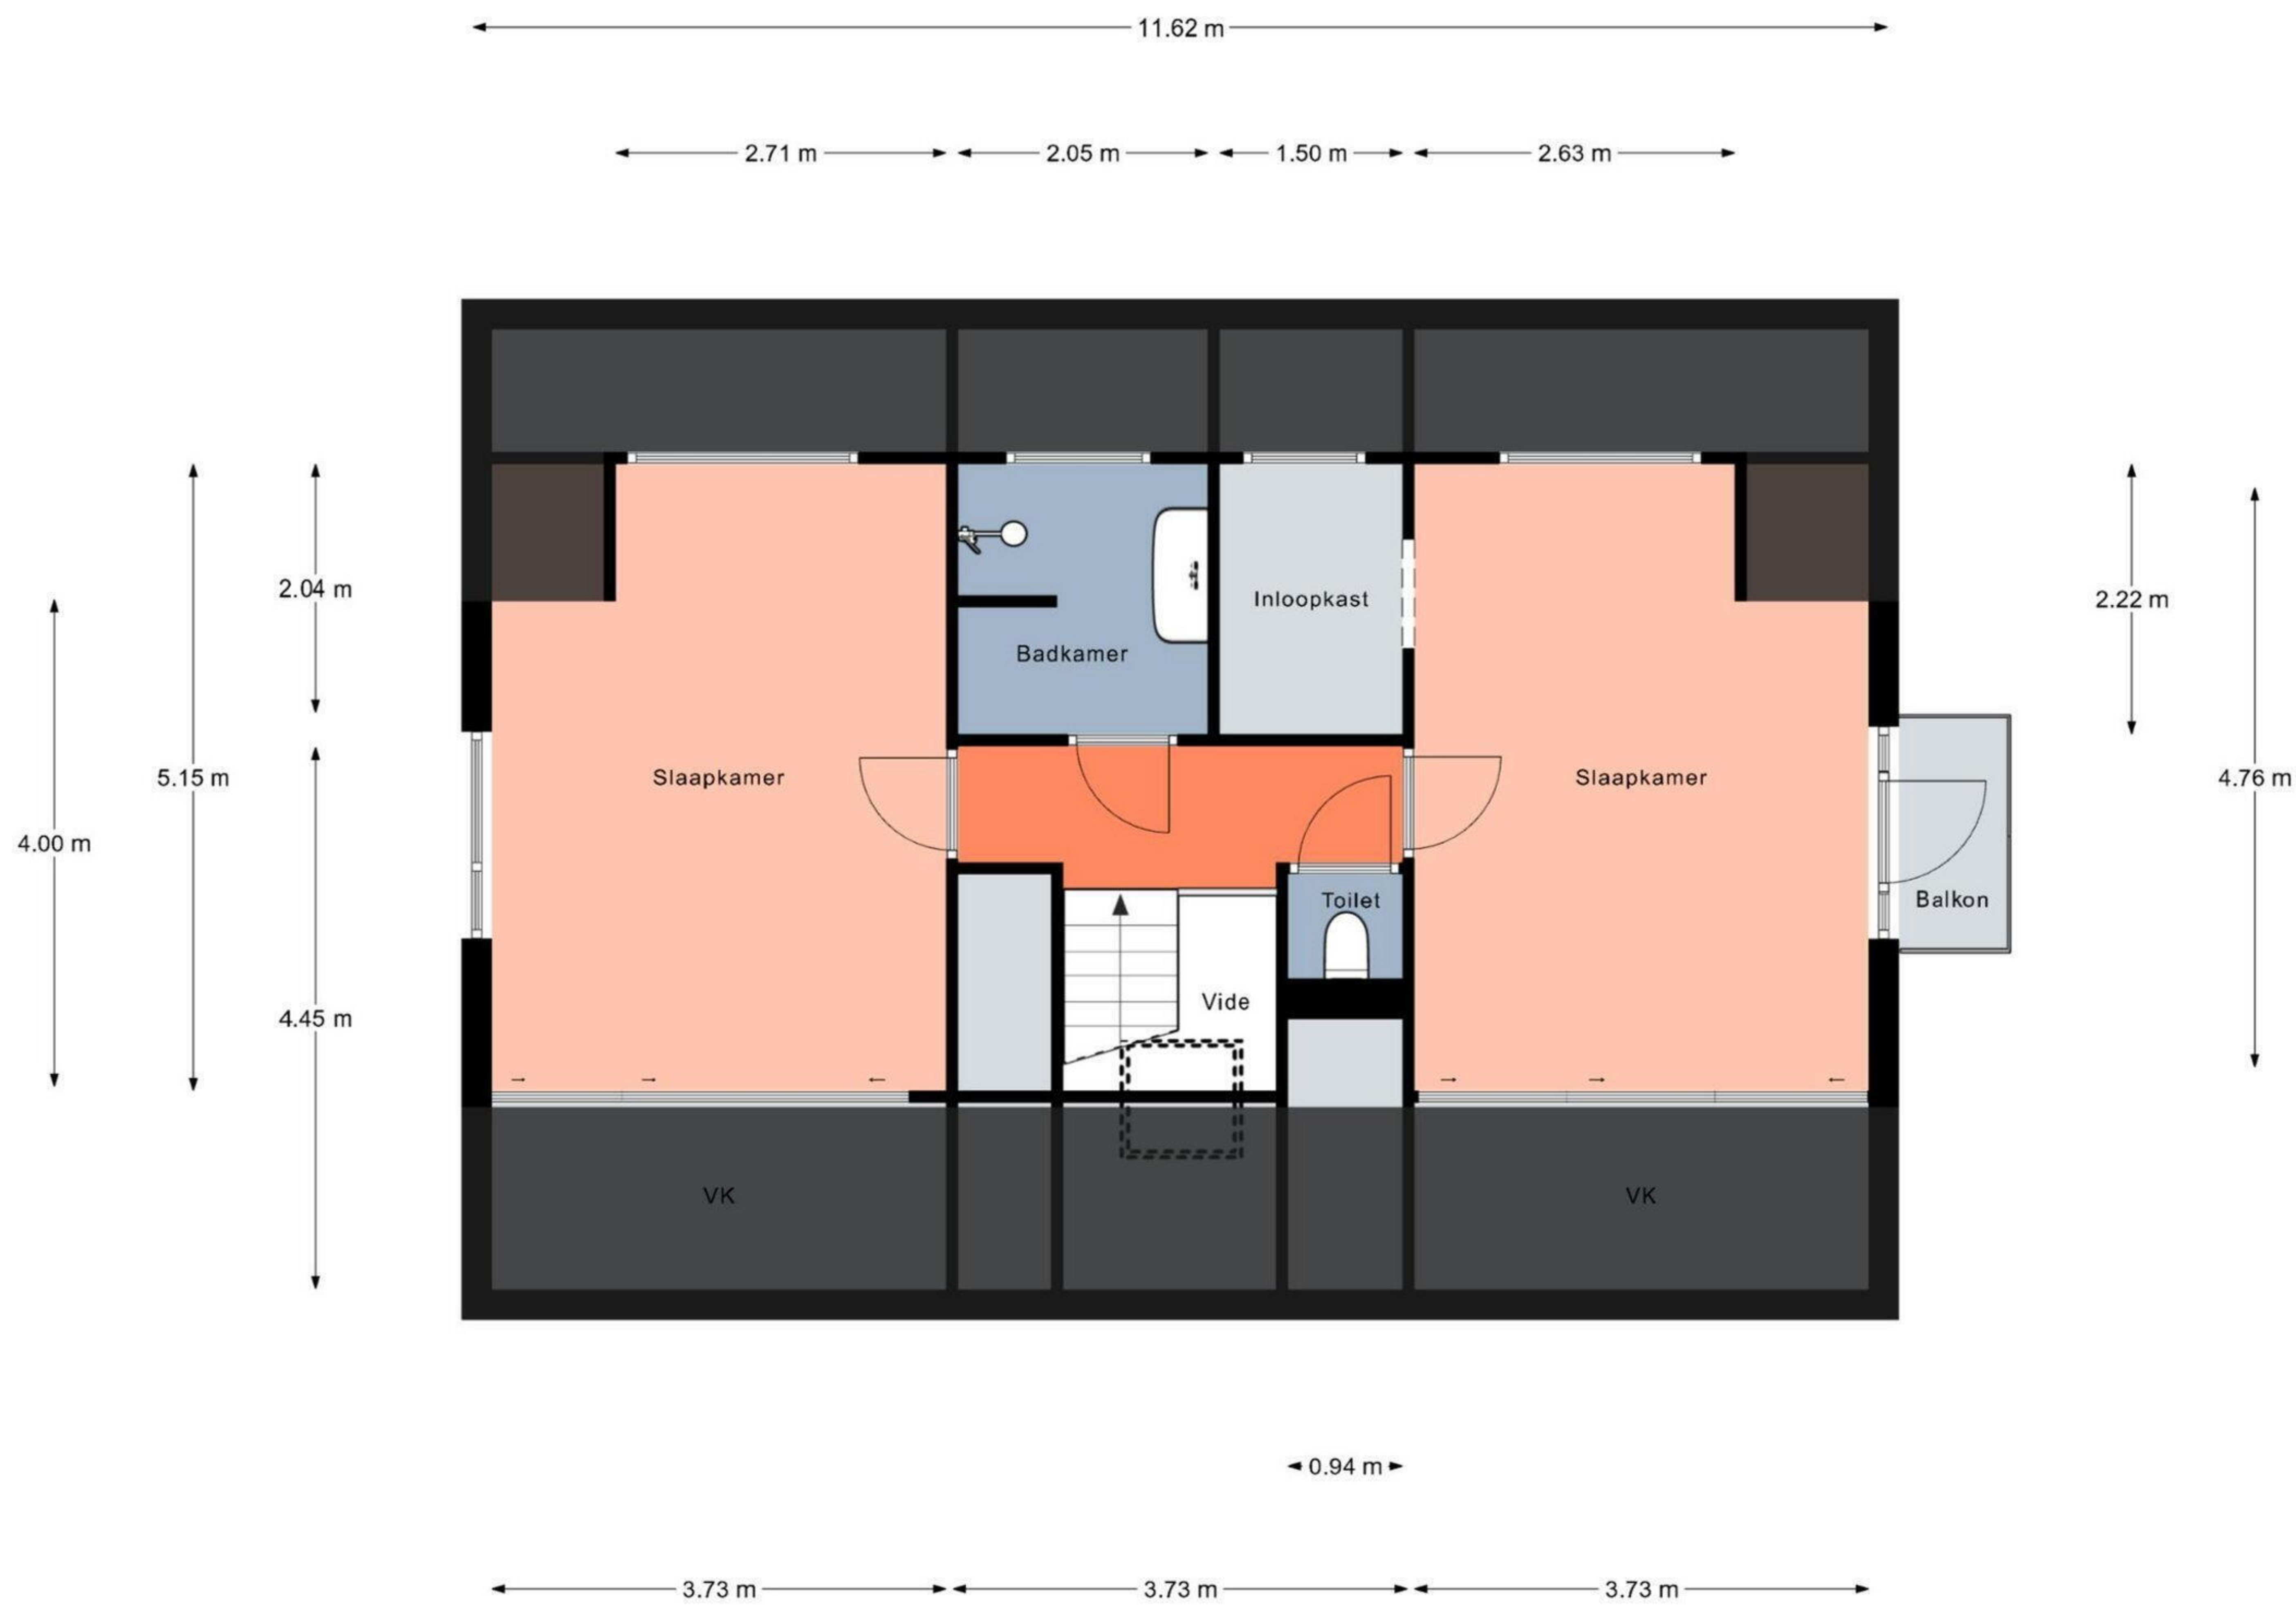 11.62 m
2.71 m
2.05 m
1.50 m
2.63 m
2.04 m
2.22 m
Inloopkast
Badkamer
5.15 m
Slaapkamer
Slaapkamer
4.76 m
4.00 m
Toilet
Balkon
Vide
4.45 m
VK
VK
0.94 m
3.73 m
3.73 m
3.73 m